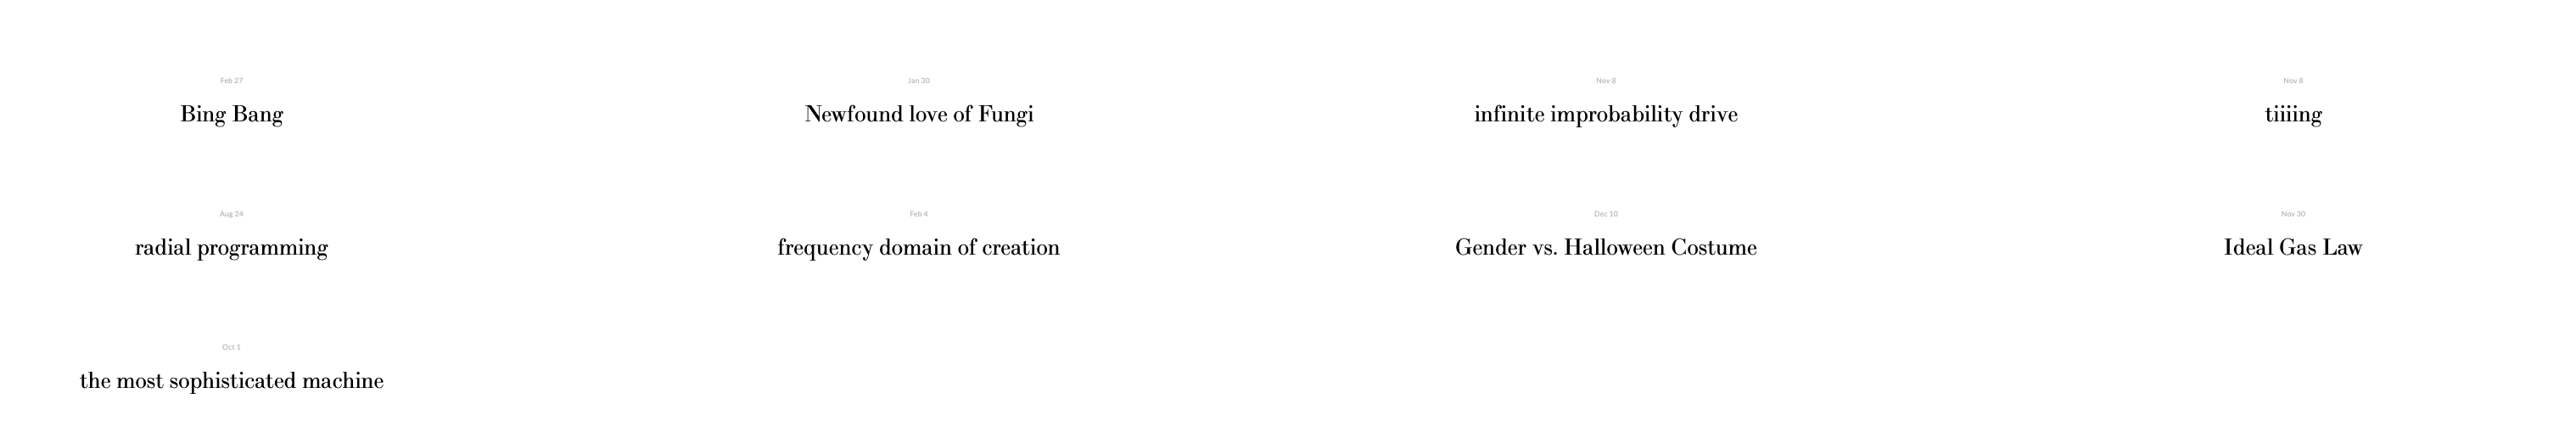 Feb 27
Bing Bang
Jan 30
Newfound love of Fungi
Nov 8
infinite improbability drive
Nov 8
tiiiing
Aug 24
radial programming
Feb 4
frequency domain of creation
Dec 10
Gender vs. Halloween Costume
Nov 30
Ideal Gas Law
Oct 1
the most sophisticated machine